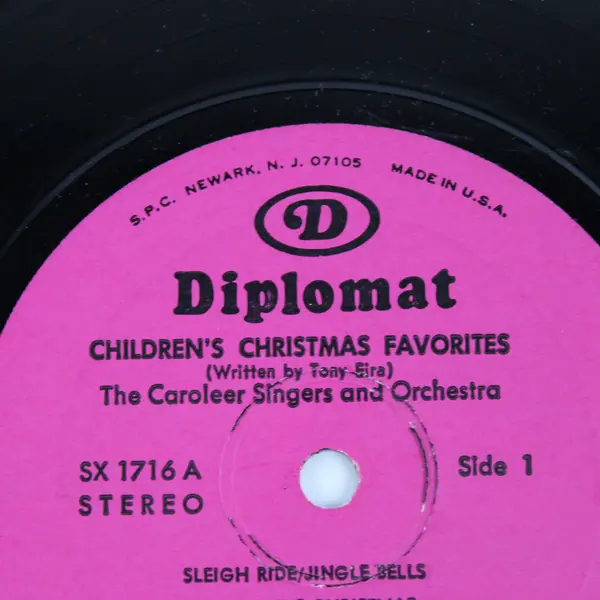 S.P.C. NEWARK, N. J. 07105 MADE IN U.S.A.
D
Diplomat
CHILDREN'S CHRISTMAS FAVORITES
(Written by Tony Eira)
The Caroleer Singers and Orchestra
SX 1716 A Side 1
STEREO
SLEIGH RIDE/JINGLE BELLS
CHRISTMAS